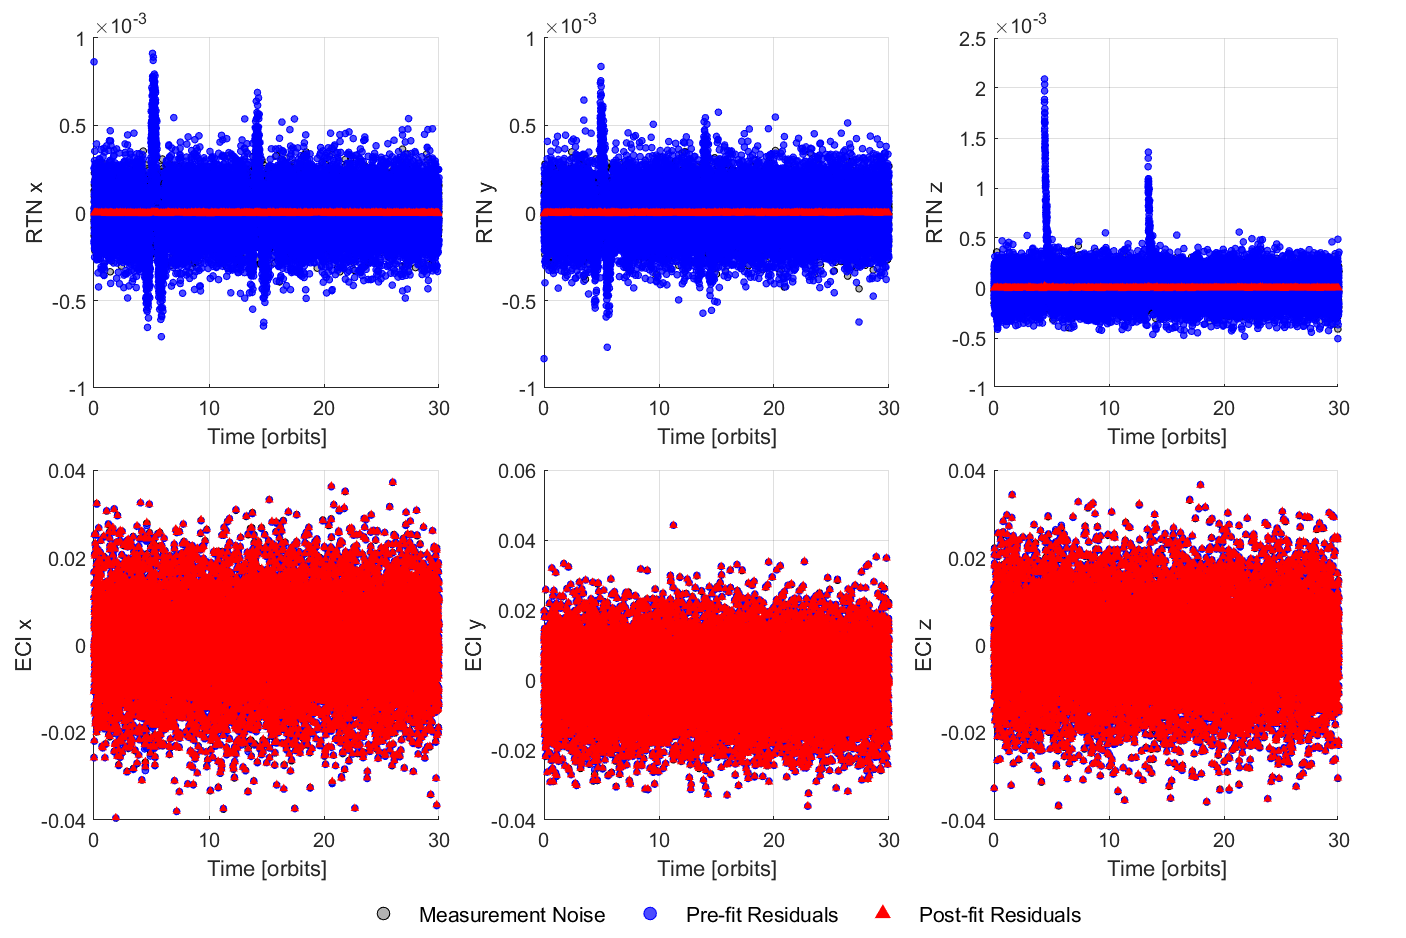 ×10-3
1
0.5
0
-0.5
-1
RTN x
0 10 20 30
Time [orbits]
×10-3
1
0.5
0
-0.5
-1
RTN y
0 10 20 30
Time [orbits]
×10-3
2.5
2
1.5
1
0.5
0
-0.5
-1
RTN z
0 10 20 30
Time [orbits]
0.04
0.02
0
-0.02
-0.04
ECI x
0 10 20 30
Time [orbits]
0.06
0.04
0.02
0
-0.02
-0.04
ECI y
0 10 20 30
Time [orbits]
0.04
0.02
0
-0.02
-0.04
ECI z
0 10 20 30
Time [orbits]
Measurement Noise Pre-fit Residuals Post-fit Residuals